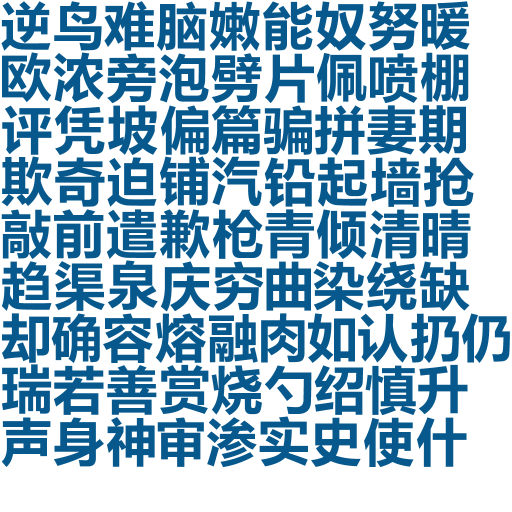 逆鸟难脑嫩能奴努暖
欧浓旁泡劈片佩喷棚
评凭坡偏篇骗拼妻期
欺奇迫铺汽铅起墙抢
敲前遣歉枪青倾清晴
趋渠泉庆穷曲染绕缺
却确容熔融肉如认扔仍
瑞若善赏烧勺绍慎升
声身神审渗实史使什